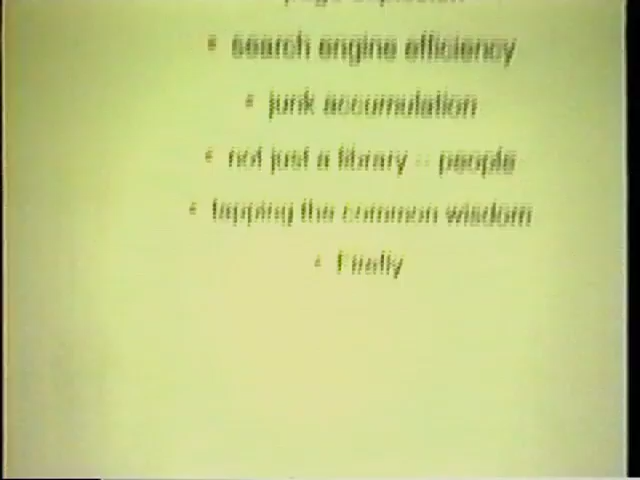 • search engine efficiency
• junk accumulation
• not just a library -- people
• tapping the common wisdom
• Finally